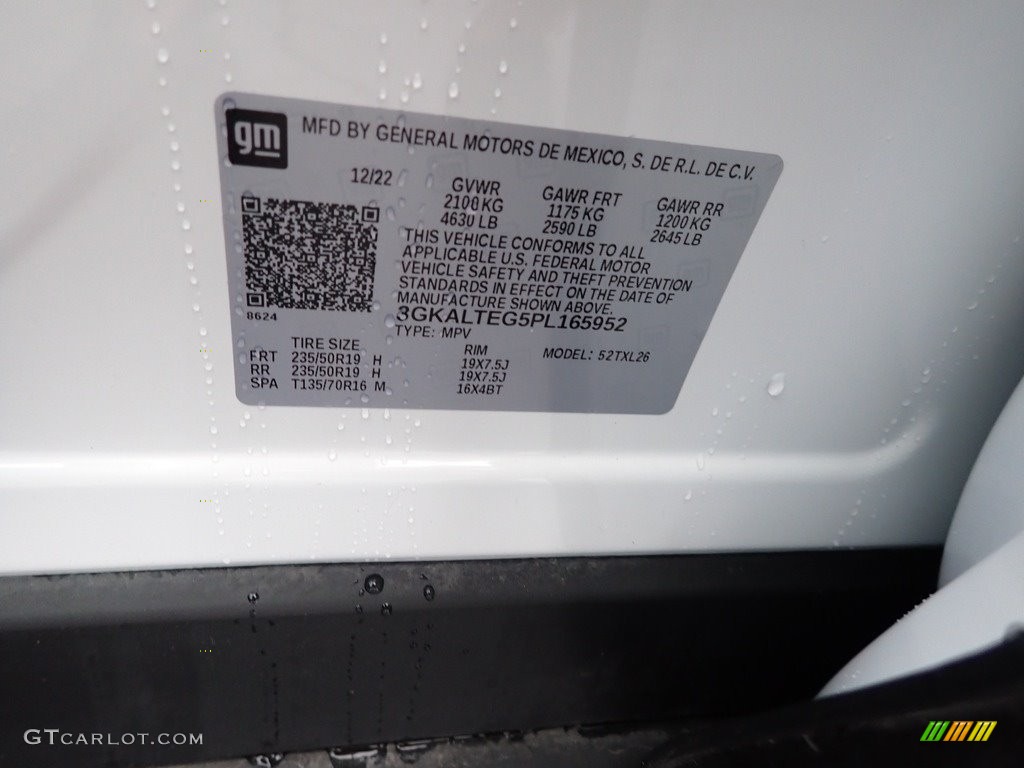 gm
MFD BY GENERAL MOTORS DE MEXICO, S. DE R.L. DE C.V.
12/22 GVWR GAWR FRT GAWR RR
2100 KG 1175 KG 1200 KG
4630 LB 2590 LB 2645 LB
THIS VEHICLE CONFORMS TO ALL
APPLICABLE U.S. FEDERAL MOTOR
VEHICLE SAFETY AND THEFT PREVENTION
STANDARDS IN EFFECT ON THE DATE OF
MANUFACTURE SHOWN ABOVE.
8624
3GKALTEG5PL165952
TYPE: MPV
TIRE SIZE RIM MODEL: 52TXL26
FRT 235/50R19 H 19X7.5J
RR 235/50R19 H 19X7.5J
SPA T135/70R16 M 16X4BT
GTCARLOT.COM